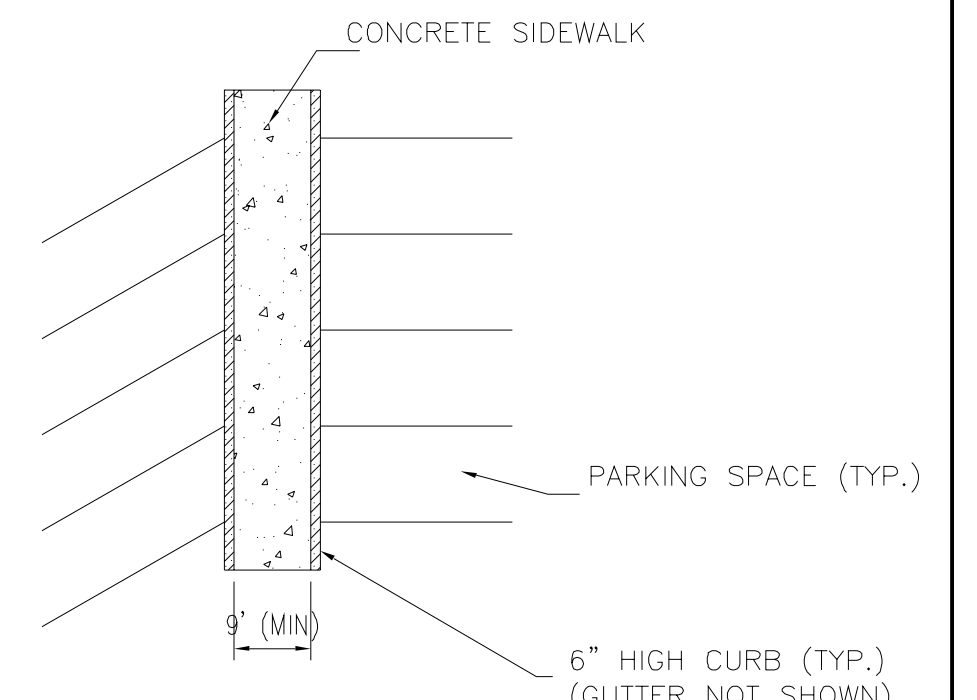 CONCRETE SIDEWALK
PARKING SPACE (TYP.)
9' (MIN)
6" HIGH CURB (TYP.)
(GUTTER NOT SHOWN)